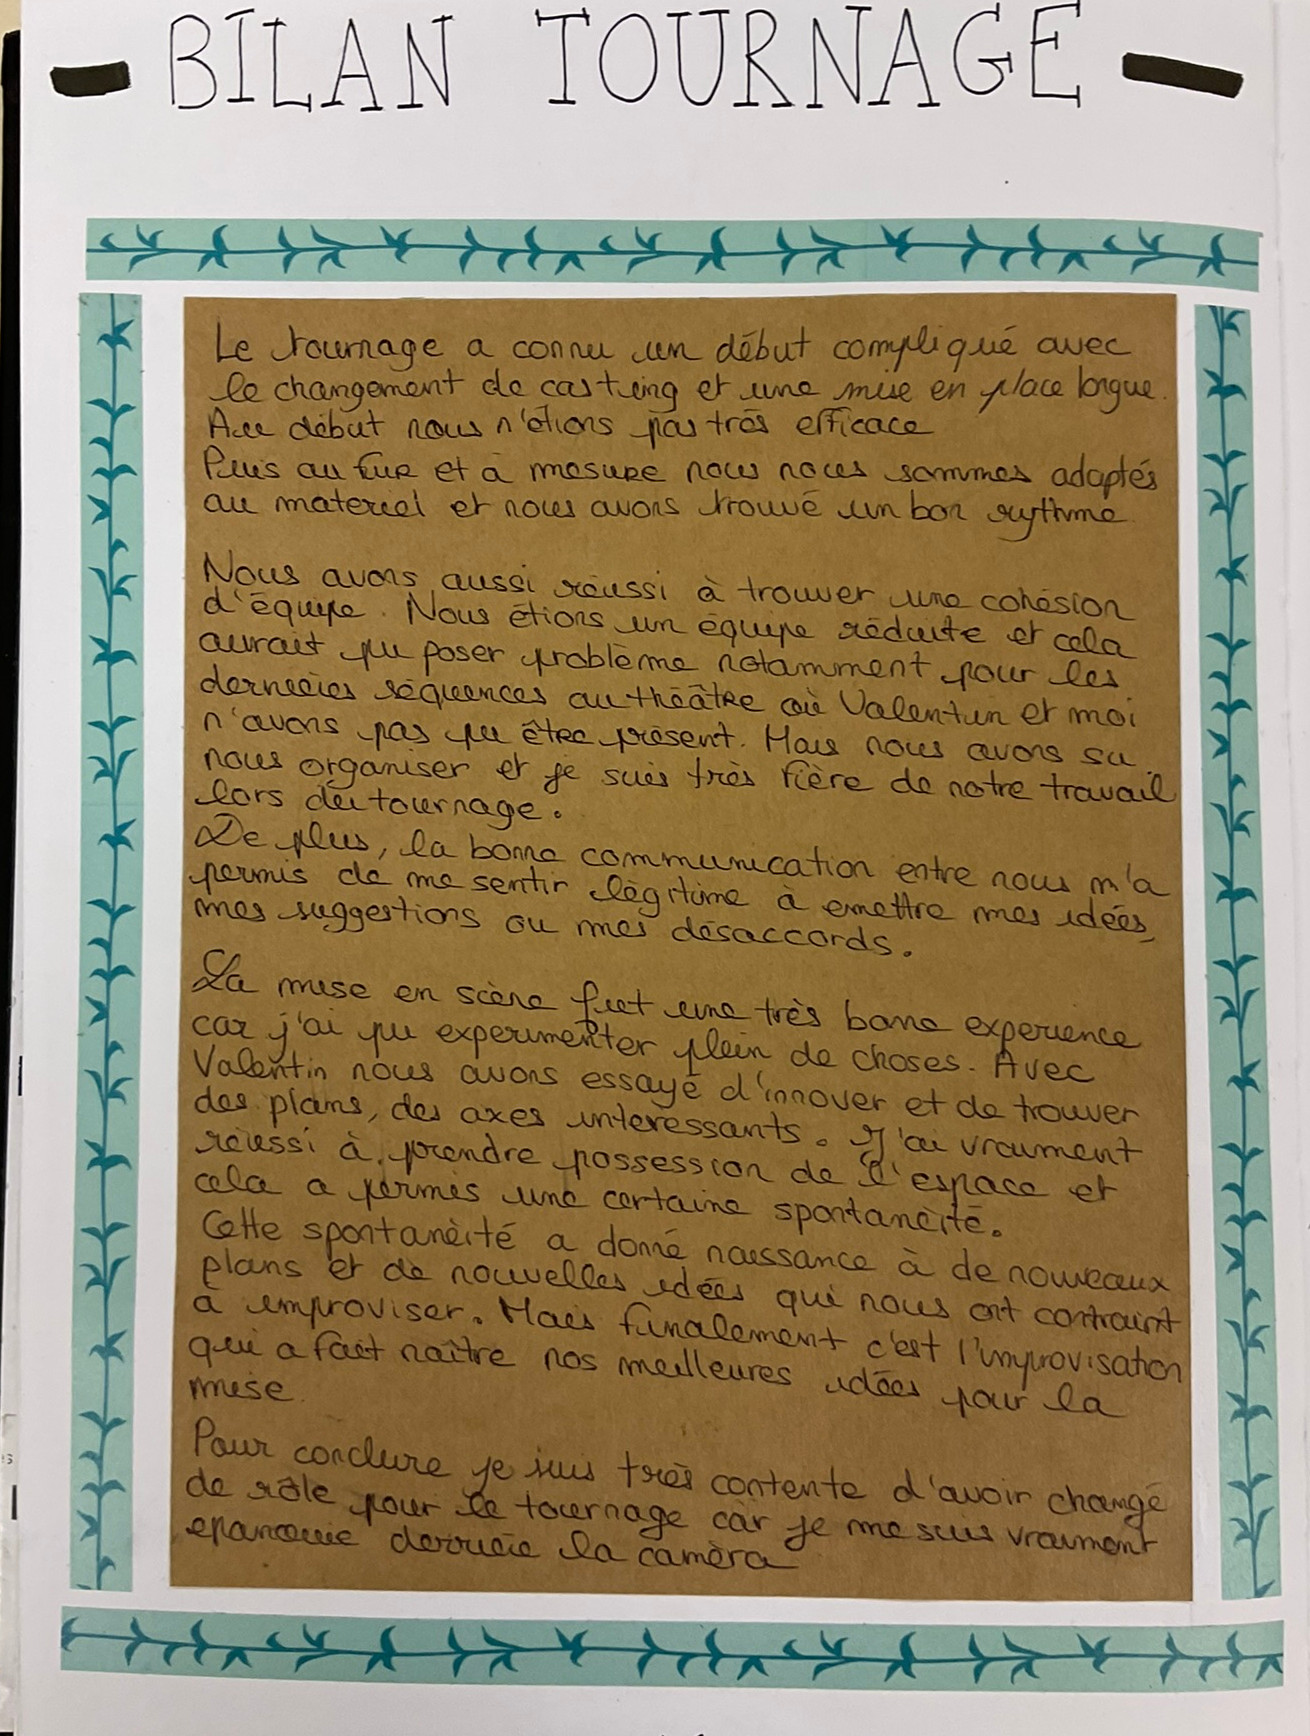 - BILAN TOURNAGE -
Le tournage a connu un début compliqué avec
le changement de casting et une mise en place longue.
Au début nous n'étions pas très efficace
Puis au fur et à mesure nous nous sommes adaptés
au materiel et nous avons trouvé un bon rythme
Nous avons aussi réussi à trouver une cohésion
d'équipe. Nous étions un équipe réduite et cela
aurait pu poser problème notamment pour les
dernières séquences au théâtre où Valentin et moi
n'avons pas pu être présent. Mais nous avons su
nous organiser et je suis très fière de notre travail
lors du tournage.
De plus, la bonne communication entre nous m'a
permis de me sentir légitime à emettre mes idées,
mes suggestions ou mes désaccords.
La mise en scène fut une très bonne experience
car j'ai pu experimenter plein de choses. Avec
Valentin nous avons essayé d'innover et de trouver
des plans, des axes interessants. J'ai vraiment
réussi à prendre possession de l'espace et
cela a permis une certaine spontanéité.
Cette spontanéité a donné naissance à de nouveaux
plans et de nouvelles idées qui nous ont contraint
à improviser. Mais finalement c'est l'improvisation
qui a fait naître nos meilleures idées pour la
mise
Pour conclure je suis très contente d'avoir changé
de rôle pour le tournage car je me suis vraiment
epanouie derrière la caméra